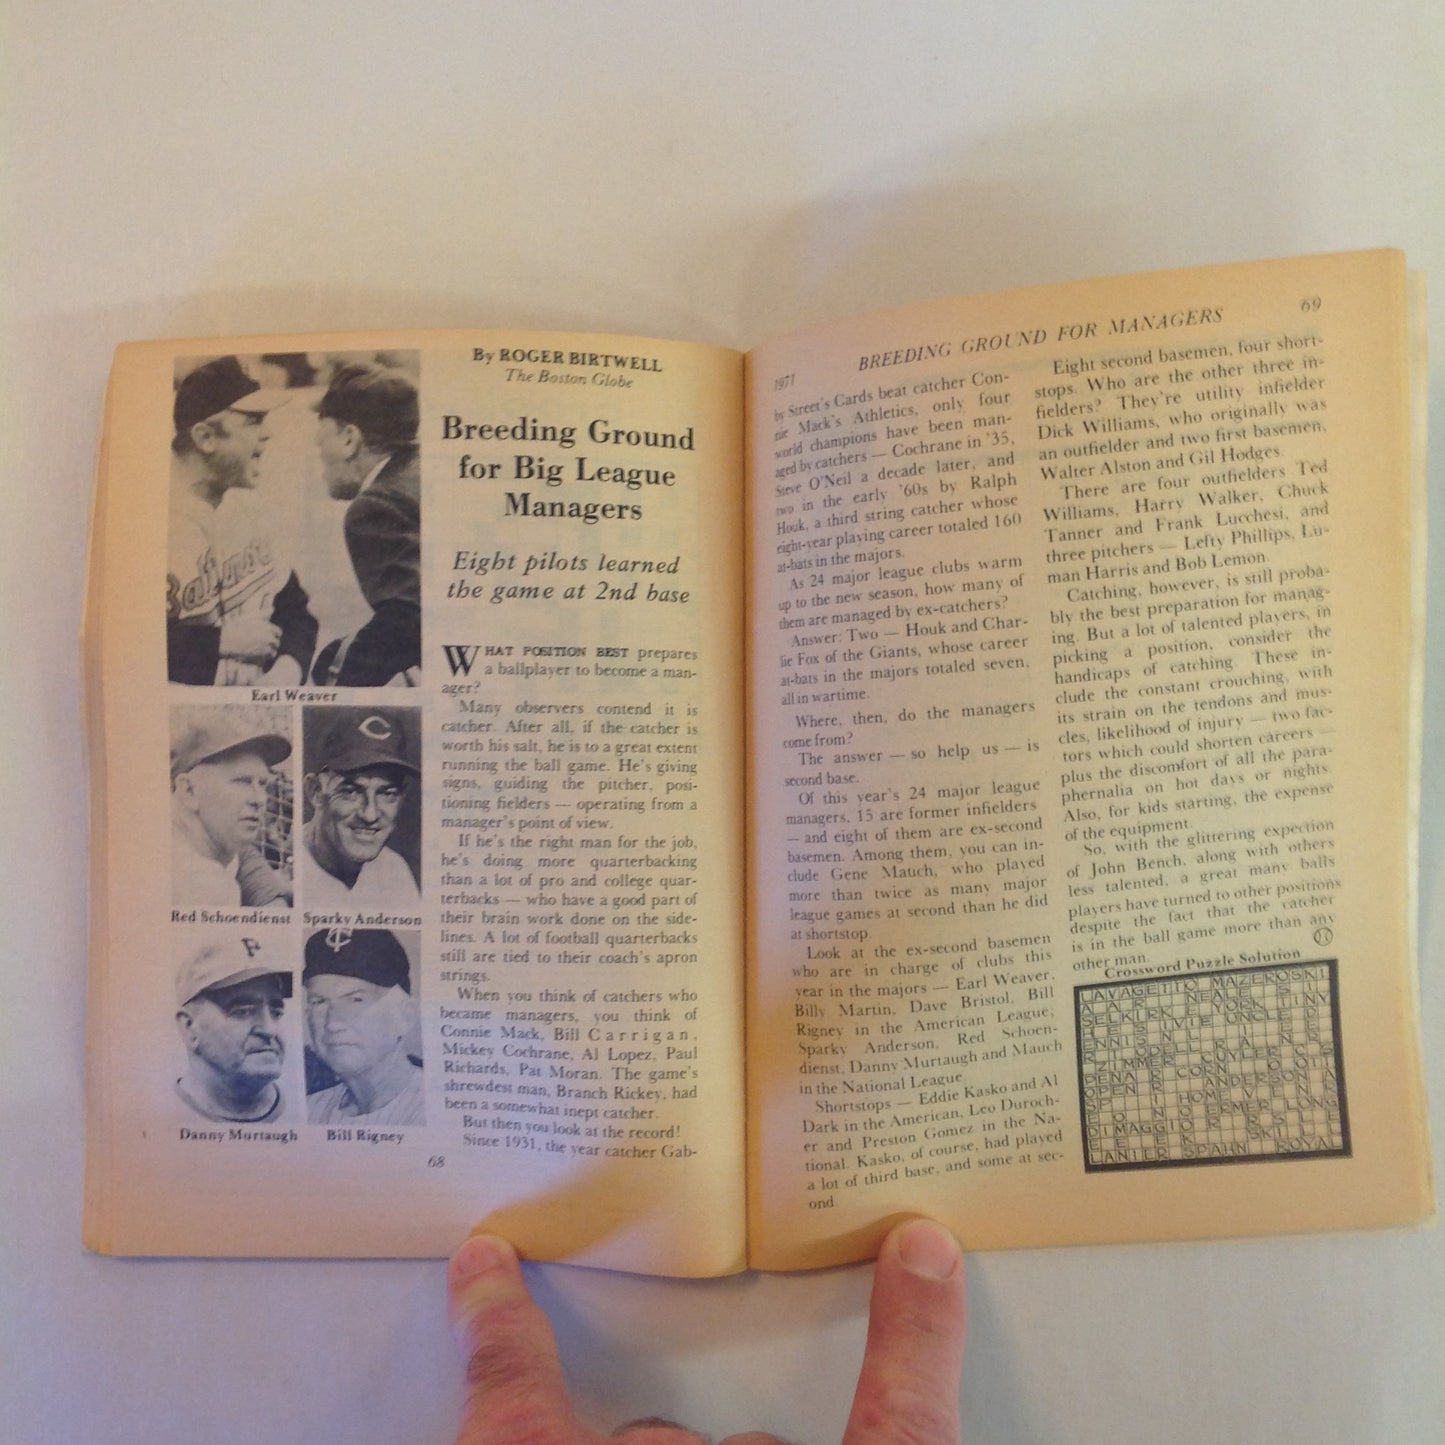 By ROGER BIRTWELL
The Boston Globe
Breeding Ground
for Big League
Managers
Eight pilots learned
the game at 2nd base
WHAT POSITION BEST prepares
a ballplayer to become a man-
ager?
Many observers contend it is
catcher. After all, if the catcher is
worth his salt, he is to a great extent
running the ball game. He's giving
signs, guiding the pitcher, posi-
tioning fielders — operating from a
manager's point of view.
If he's the right man for the job,
he's doing more quarterbacking
than a lot of pro and college quar-
terbacks — who have a good part of
their brain work done on the side-
lines. A lot of football quarterbacks
still are tied to their coach's apron
strings.
When you think of catchers who
became managers, you think of
Connie Mack, Bill Carrigan,
Mickey Cochrane, Al Lopez, Paul
Richards, Pat Moran. The game's
shrewdest man, Branch Rickey, had
been a somewhat inept catcher.
But then you look at the record!
Since 1931, the year catcher Gab-
Earl Weaver
Red Schoendienst
Sparky Anderson
Danny Murtaugh
Bill Rigney
68
1971
BREEDING GROUND FOR MANAGERS
69
by Street's Cards beat catcher Con-
nie Mack's Athletics, only four
world champions have been man-
aged by catchers — Cochrane in '35,
Steve O'Neil a decade later, and
two in the early '60s by Ralph
Houk, a third string catcher whose
eight-year playing career totaled 160
at-bats in the majors.
As 24 major league clubs warm
up to the new season, how many of
them are managed by ex-catchers?
Answer: Two — Houk and Char-
lie Fox of the Giants, whose career
at-bats in the majors totaled seven,
all in wartime.
Where, then, do the managers
come from?
The answer — so help us — is
second base.
Of this year's 24 major league
managers, 15 are former infielders
— and eight of them are ex-second
basemen. Among them, you can in-
clude Gene Mauch, who played
more than twice as many major
league games at second than he did
at shortstop.
Look at the ex-second basemen
who are in charge of clubs this
year in the majors — Earl Weaver,
Billy Martin, Dave Bristol, Bill
Rigney in the American League;
Sparky Anderson, Red Schoen-
dienst, Danny Murtaugh and Mauch
in the National League.
Shortstops — Eddie Kasko and Al
Dark in the American, Leo Duroch-
er and Preston Gomez in the Na-
tional. Kasko, of course, had played
a lot of third base, and some at sec-
ond.
Eight second basemen, four short-
stops. Who are the other three in-
fielders? They're utility infielder
Dick Williams, who originally was
an outfielder and two first basemen,
Walter Alston and Gil Hodges.
There are four outfielders Ted
Williams, Harry Walker, Chuck
Tanner and Frank Lucchesi, and
three pitchers — Lefty Phillips, Lu-
man Harris and Bob Lemon.
Catching, however, is still proba-
bly the best preparation for manag-
ing. But a lot of talented players, in
picking a position, consider the
handicaps of catching. These in-
clude the constant crouching, with
its strain on the tendons and mus-
cles, likelihood of injury — two fac-
tors which could shorten careers —
plus the discomfort of all the para-
phernalia on hot days or nights.
Also, for kids starting, the expense
of the equipment.
So, with the glittering expection
of John Bench, along with others
less talented, a great many balls
players have turned to other positions
despite the fact that the catcher
is in the ball game more than any
other man.
Crossword Puzzle Solution
LAVAGETTO MAZEROSKI
SELKIRK YORK TINY
UNCLE
ENNIS
ODELL
ZIMMER CUYLER
DENA CORN
OPEN ANDERSON
HOME
ERMER LONG
DIMAGGIO
SKI
LANIER SPAHN ROYAL